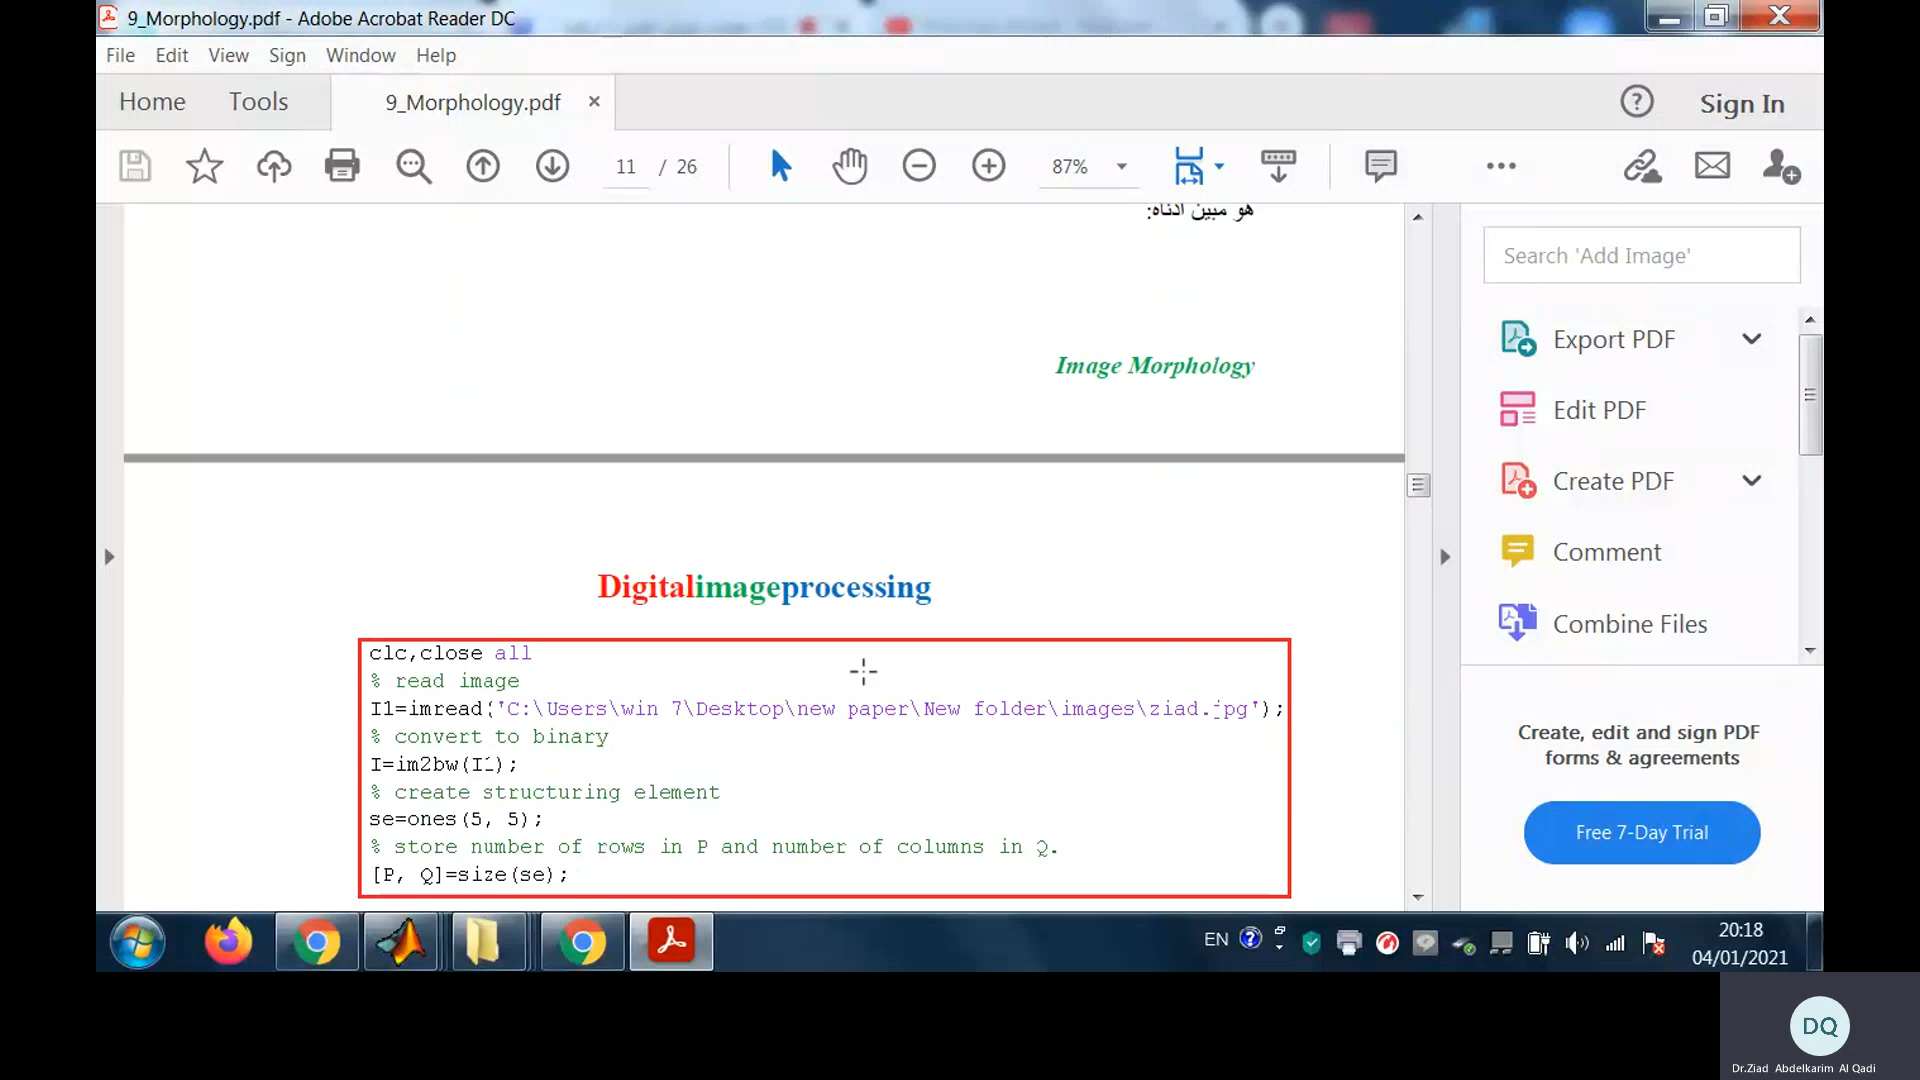 9_Morphology.pdf - Adobe Acrobat Reader DC
File Edit View Sign Window Help
Home Tools 9_Morphology.pdf × ? Sign In
11 / 26 87%
هو مبين ادناه:
Image Morphology
Digitalimageprocessing
clc,close all
% read image
I1=imread('C:\Users\win 7\Desktop\new paper\New folder\images\ziad.jpg');
% convert to binary
I=im2bw(I1);
% create structuring element
se=ones(5, 5);
% store number of rows in P and number of columns in Q.
[P, Q]=size(se);
Search 'Add Image'
Export PDF
Edit PDF
Create PDF
Comment
Combine Files
Create, edit and sign PDF
forms & agreements
Free 7-Day Trial
EN
20:18
04/01/2021
DQ
Dr.Ziad Abdelkarim Al Qadi